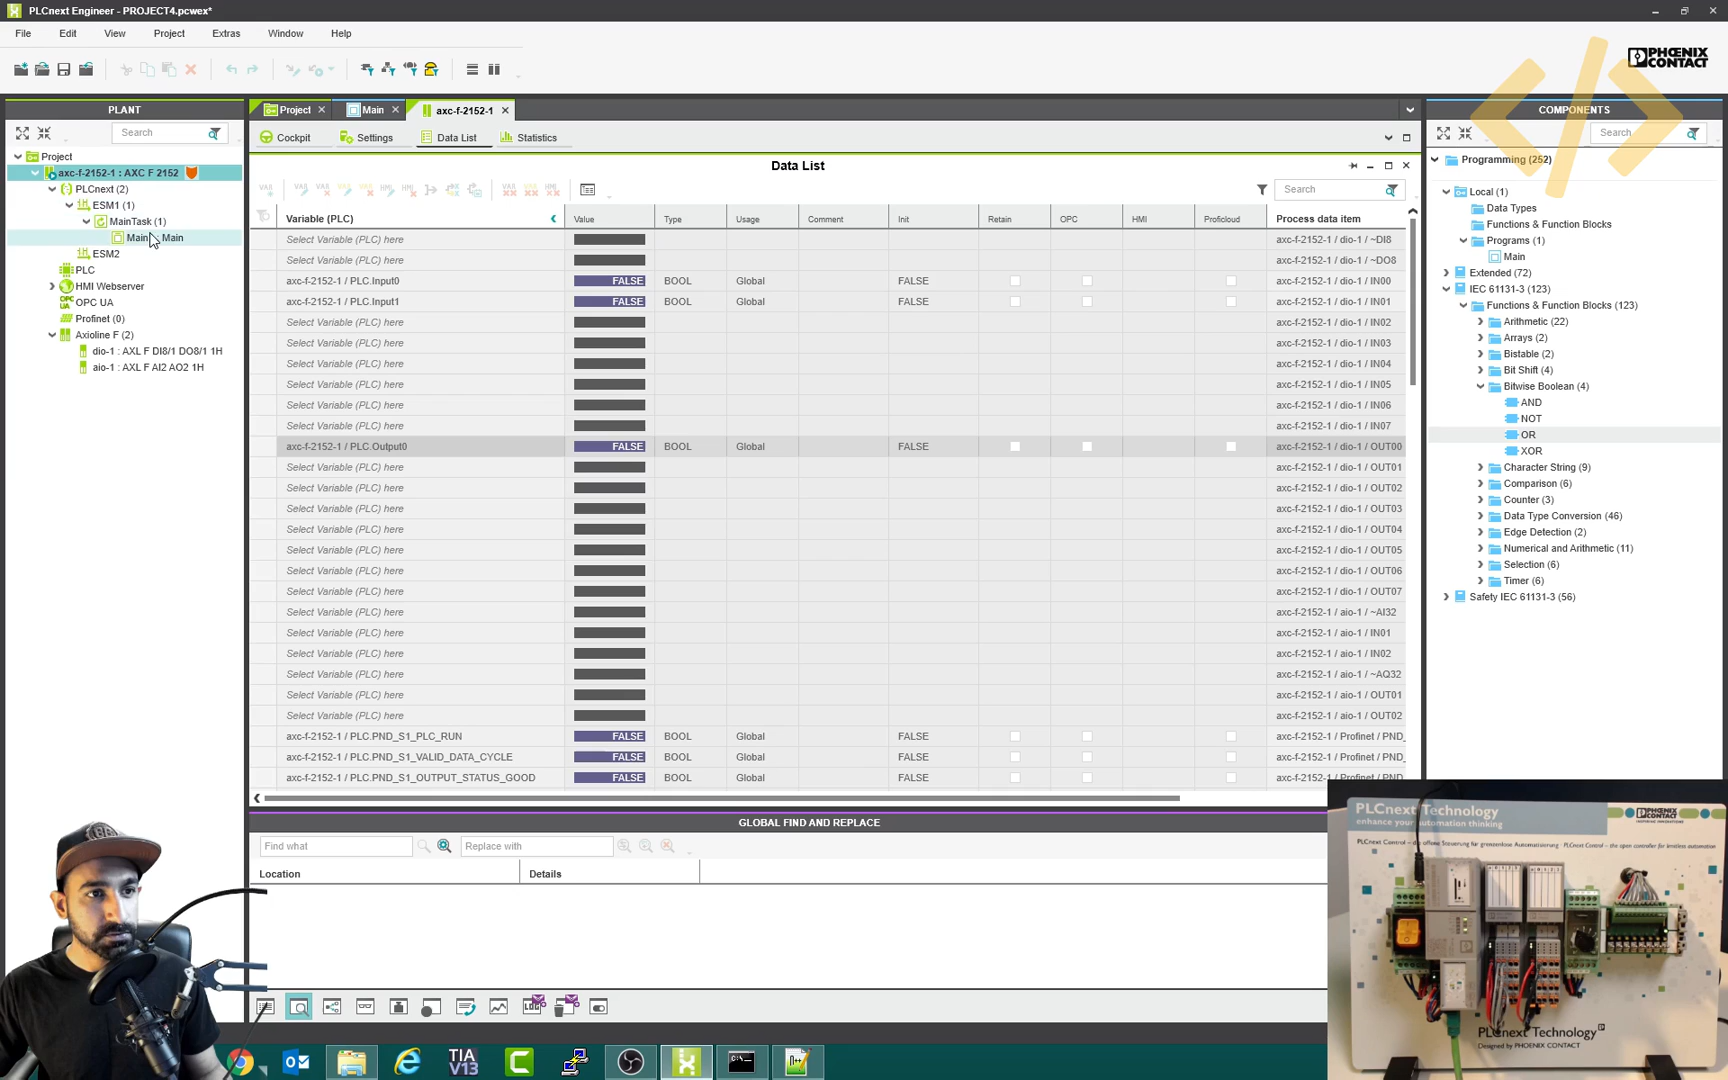 PLCnext Engineer - PROJECT4.pcwex*
File Edit View Project Extras Window Help
PHŒNIX CONTACT
PLANT
Search
Project
axc-f-2152-1 : AXC F 2152
PLCnext (2)
ESM1 (1)
MainTask (1)
Main Main
ESM2
PLC
HMI Webserver
OPC UA
Profinet (0)
Axioline F (2)
dio-1 : AXL F DI8/1 DO8/1 1H
aio-1 : AXL F AI2 AO2 1H
Project Main axc-f-2152-1
Cockpit Settings Data List Statistics
Data List
Search
Variable (PLC) Value Type Usage Comment Init Retain OPC HMI Proficloud Process data item
Select Variable (PLC) here axc-f-2152-1 / dio-1 / ~DI8
Select Variable (PLC) here axc-f-2152-1 / dio-1 / ~DO8
axc-f-2152-1 / PLC.Input0 FALSE BOOL Global FALSE axc-f-2152-1 / dio-1 / IN00
axc-f-2152-1 / PLC.Input1 FALSE BOOL Global FALSE axc-f-2152-1 / dio-1 / IN01
Select Variable (PLC) here axc-f-2152-1 / dio-1 / IN02
Select Variable (PLC) here axc-f-2152-1 / dio-1 / IN03
Select Variable (PLC) here axc-f-2152-1 / dio-1 / IN04
Select Variable (PLC) here axc-f-2152-1 / dio-1 / IN05
Select Variable (PLC) here axc-f-2152-1 / dio-1 / IN06
Select Variable (PLC) here axc-f-2152-1 / dio-1 / IN07
axc-f-2152-1 / PLC.Output0 FALSE BOOL Global FALSE axc-f-2152-1 / dio-1 / OUT00
Select Variable (PLC) here axc-f-2152-1 / dio-1 / OUT01
Select Variable (PLC) here axc-f-2152-1 / dio-1 / OUT02
Select Variable (PLC) here axc-f-2152-1 / dio-1 / OUT03
Select Variable (PLC) here axc-f-2152-1 / dio-1 / OUT04
Select Variable (PLC) here axc-f-2152-1 / dio-1 / OUT05
Select Variable (PLC) here axc-f-2152-1 / dio-1 / OUT06
Select Variable (PLC) here axc-f-2152-1 / dio-1 / OUT07
Select Variable (PLC) here axc-f-2152-1 / aio-1 / ~AI32
Select Variable (PLC) here axc-f-2152-1 / aio-1 / IN01
Select Variable (PLC) here axc-f-2152-1 / aio-1 / IN02
Select Variable (PLC) here axc-f-2152-1 / aio-1 / ~AQ32
Select Variable (PLC) here axc-f-2152-1 / aio-1 / OUT01
Select Variable (PLC) here axc-f-2152-1 / aio-1 / OUT02
axc-f-2152-1 / PLC.PND_S1_PLC_RUN FALSE BOOL Global FALSE axc-f-2152-1 / Profinet / PND_
axc-f-2152-1 / PLC.PND_S1_VALID_DATA_CYCLE FALSE BOOL Global FALSE axc-f-2152-1 / Profinet / PND_
axc-f-2152-1 / PLC.PND_S1_OUTPUT_STATUS_GOOD FALSE BOOL Global FALSE axc-f-2152-1 / Profinet / PND
GLOBAL FIND AND REPLACE
Find what Replace with
Location Details
COMPONENTS
Search
Programming (252)
Local (1)
Data Types
Functions & Function Blocks
Programs (1)
Main
Extended (72)
IEC 61131-3 (123)
Functions & Function Blocks (123)
Arithmetic (22)
Arrays (2)
Bistable (2)
Bit Shift (4)
Bitwise Boolean (4)
AND
NOT
OR
XOR
Character String (9)
Comparison (6)
Counter (3)
Data Type Conversion (46)
Edge Detection (2)
Numerical and Arithmetic (11)
Selection (6)
Timer (6)
Safety IEC 61131-3 (56)
PLCnext Technology
enhance your automation thinking
PLCnext Technology
Designed by PHOENIX CONTACT
LOG
TIA V13